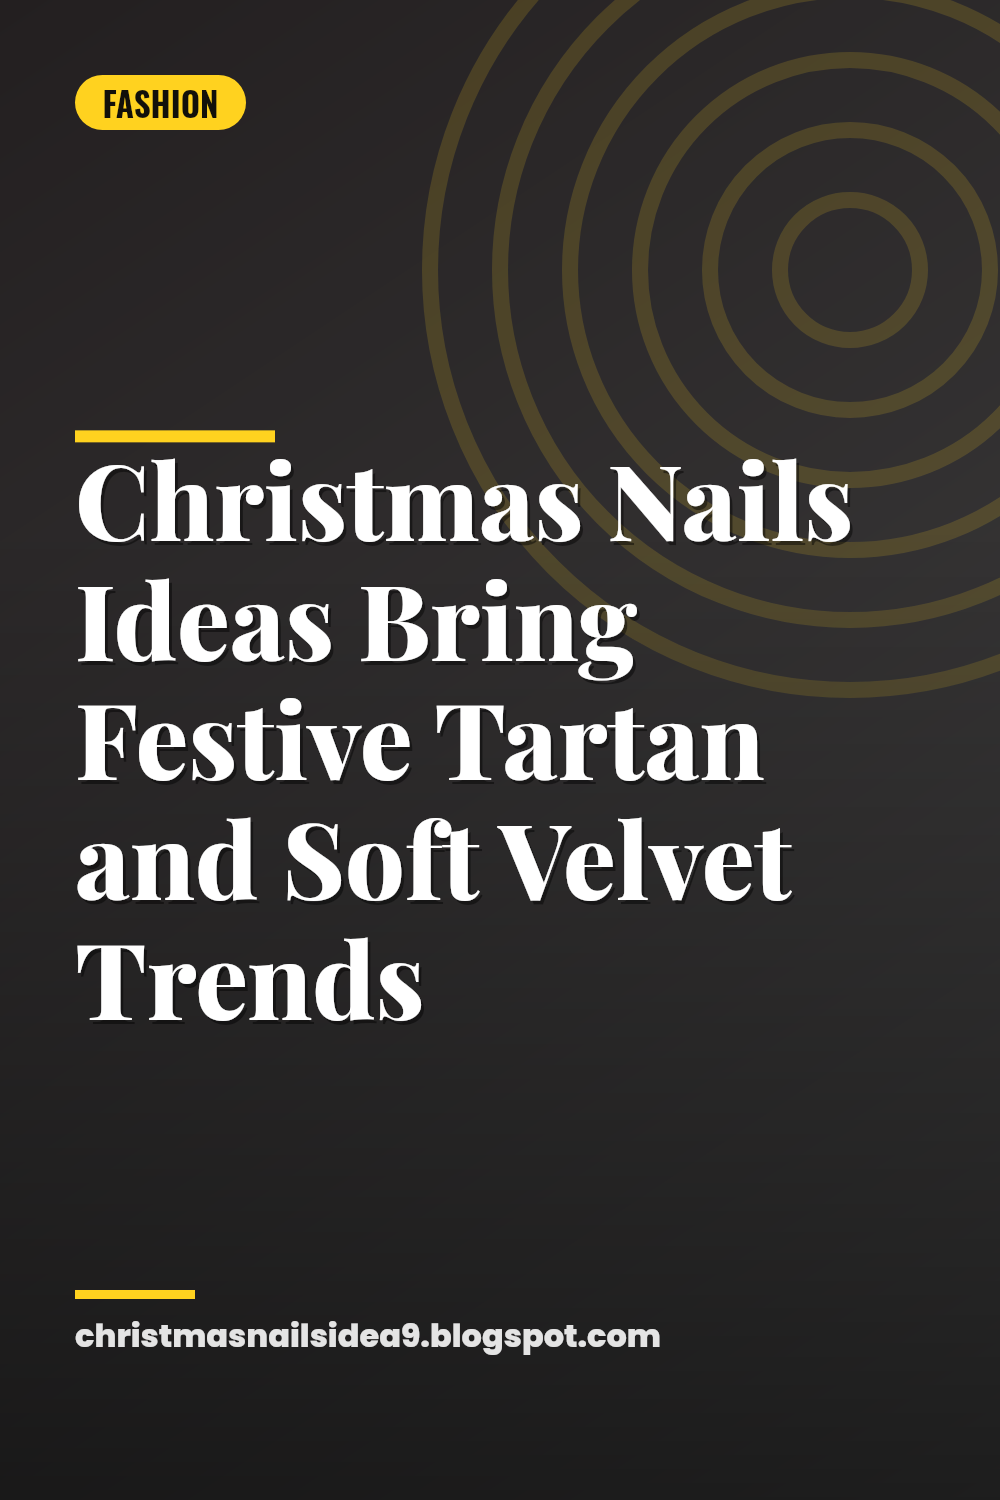 FASHION
Christmas Nails
Ideas Bring
Festive Tartan
and Soft Velvet
Trends
christmasnailsidea9.blogspot.com